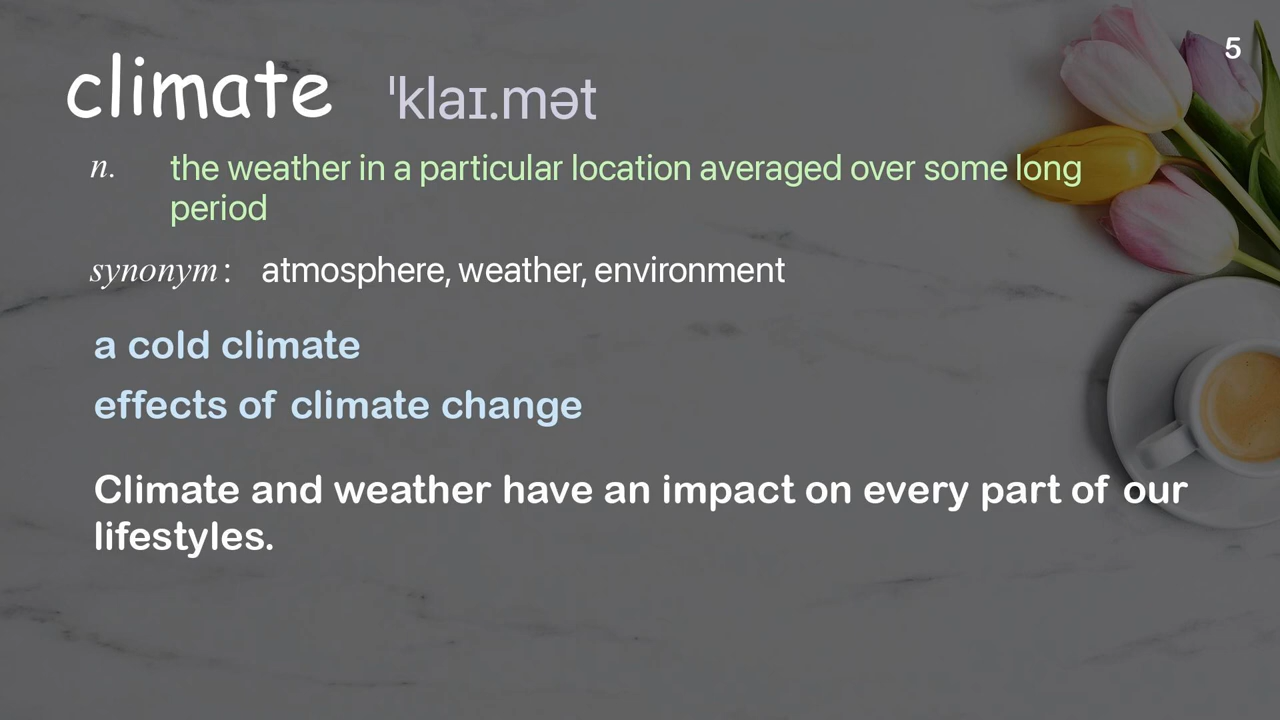 5
climate ˈklaɪ.mət
n. the weather in a particular location averaged over some long
period
synonym: atmosphere, weather, environment
a cold climate
effects of climate change
Climate and weather have an impact on every part of our
lifestyles.